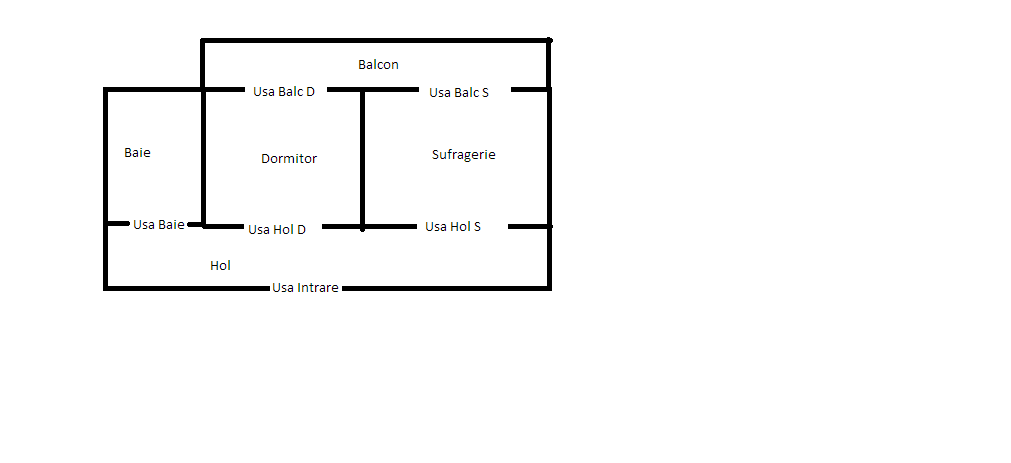 Balcon
Usa Balc D
Usa Balc S
Baie
Dormitor
Sufragerie
Usa Baie
Usa Hol D
Usa Hol S
Hol
Usa Intrare